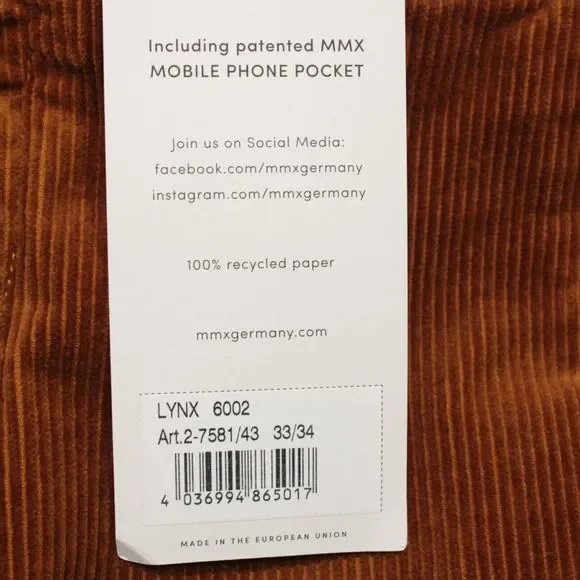 Including patented MMX
MOBILE PHONE POCKET
Join us on Social Media:
facebook.com/mmxgermany
instagram.com/mmxgermany
100% recycled paper
mmxgermany.com
LYNX 6002
Art.2-7581/43 33/34
4 036994 865017
MADE IN THE EUROPEAN UNION